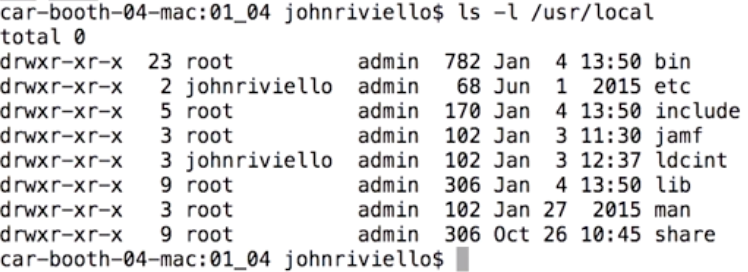 car-booth-04-mac:01_04 johnriviello$ ls -l /usr/local
total 0
drwxr-xr-x  23 root          admin  782 Jan  4 13:50 bin
drwxr-xr-x   2 johnriviello  admin   68 Jun  1  2015 etc
drwxr-xr-x   5 root          admin  170 Jan  4 13:50 include
drwxr-xr-x   3 root          admin  102 Jan  3 11:30 jamf
drwxr-xr-x   3 johnriviello  admin  102 Jan  3 12:37 ldcint
drwxr-xr-x   9 root          admin  306 Jan  4 13:50 lib
drwxr-xr-x   3 root          admin  102 Jan 27  2015 man
drwxr-xr-x   9 root          admin  306 Oct 26 10:45 share
car-booth-04-mac:01_04 johnriviello$